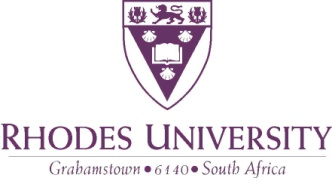 RHODES UNIVERSITY
Grahamstown • 6140 • South Africa